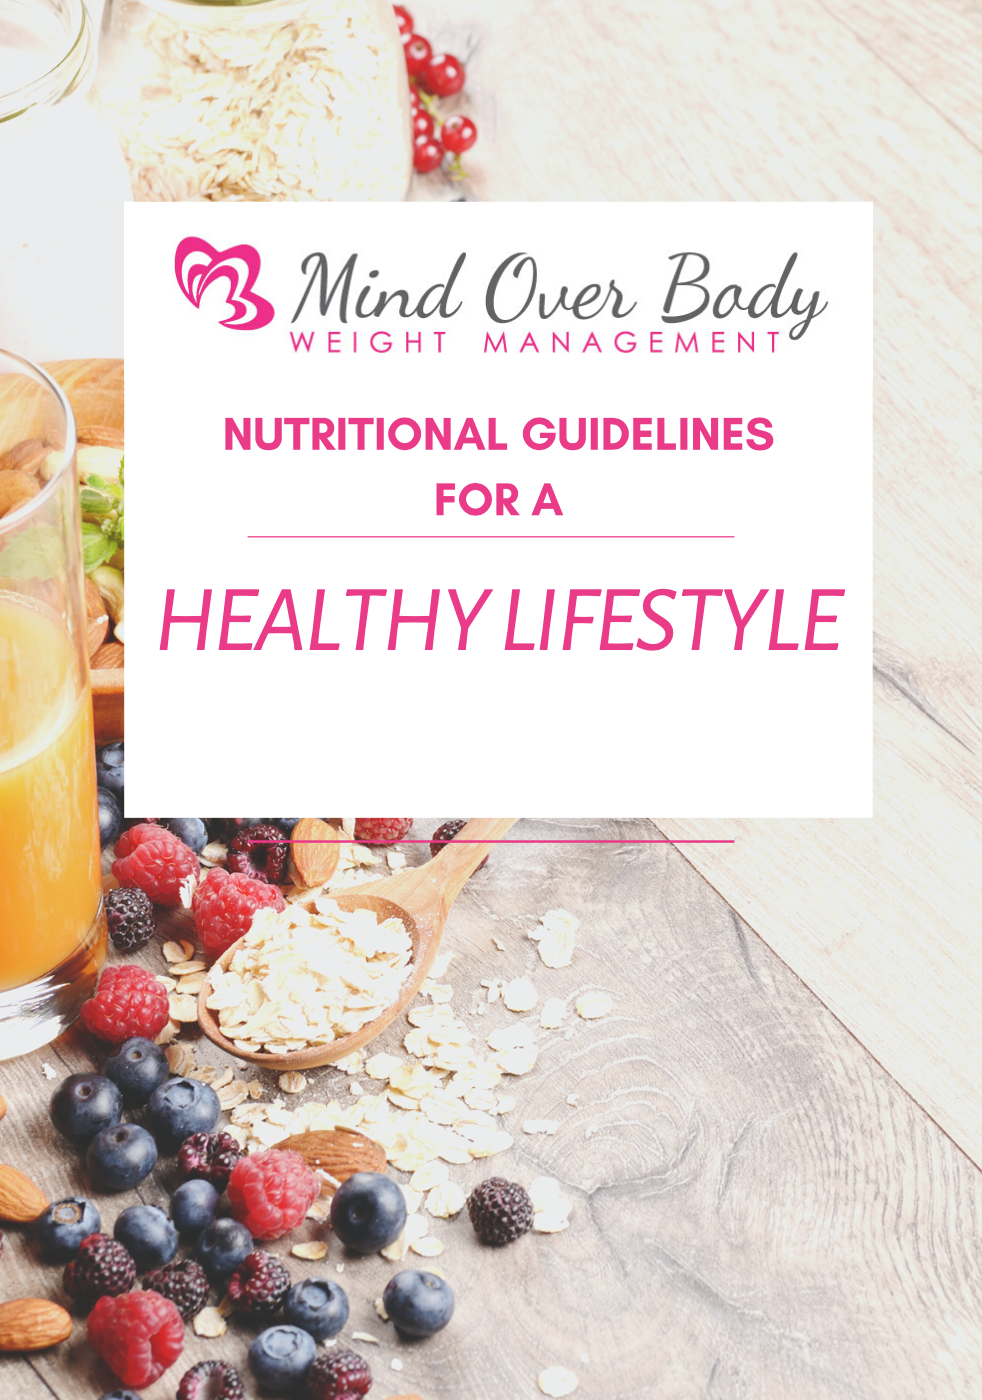 Mind Over Body
WEIGHT MANAGEMENT
NUTRITIONAL GUIDELINES
FOR A
HEALTHY LIFESTYLE